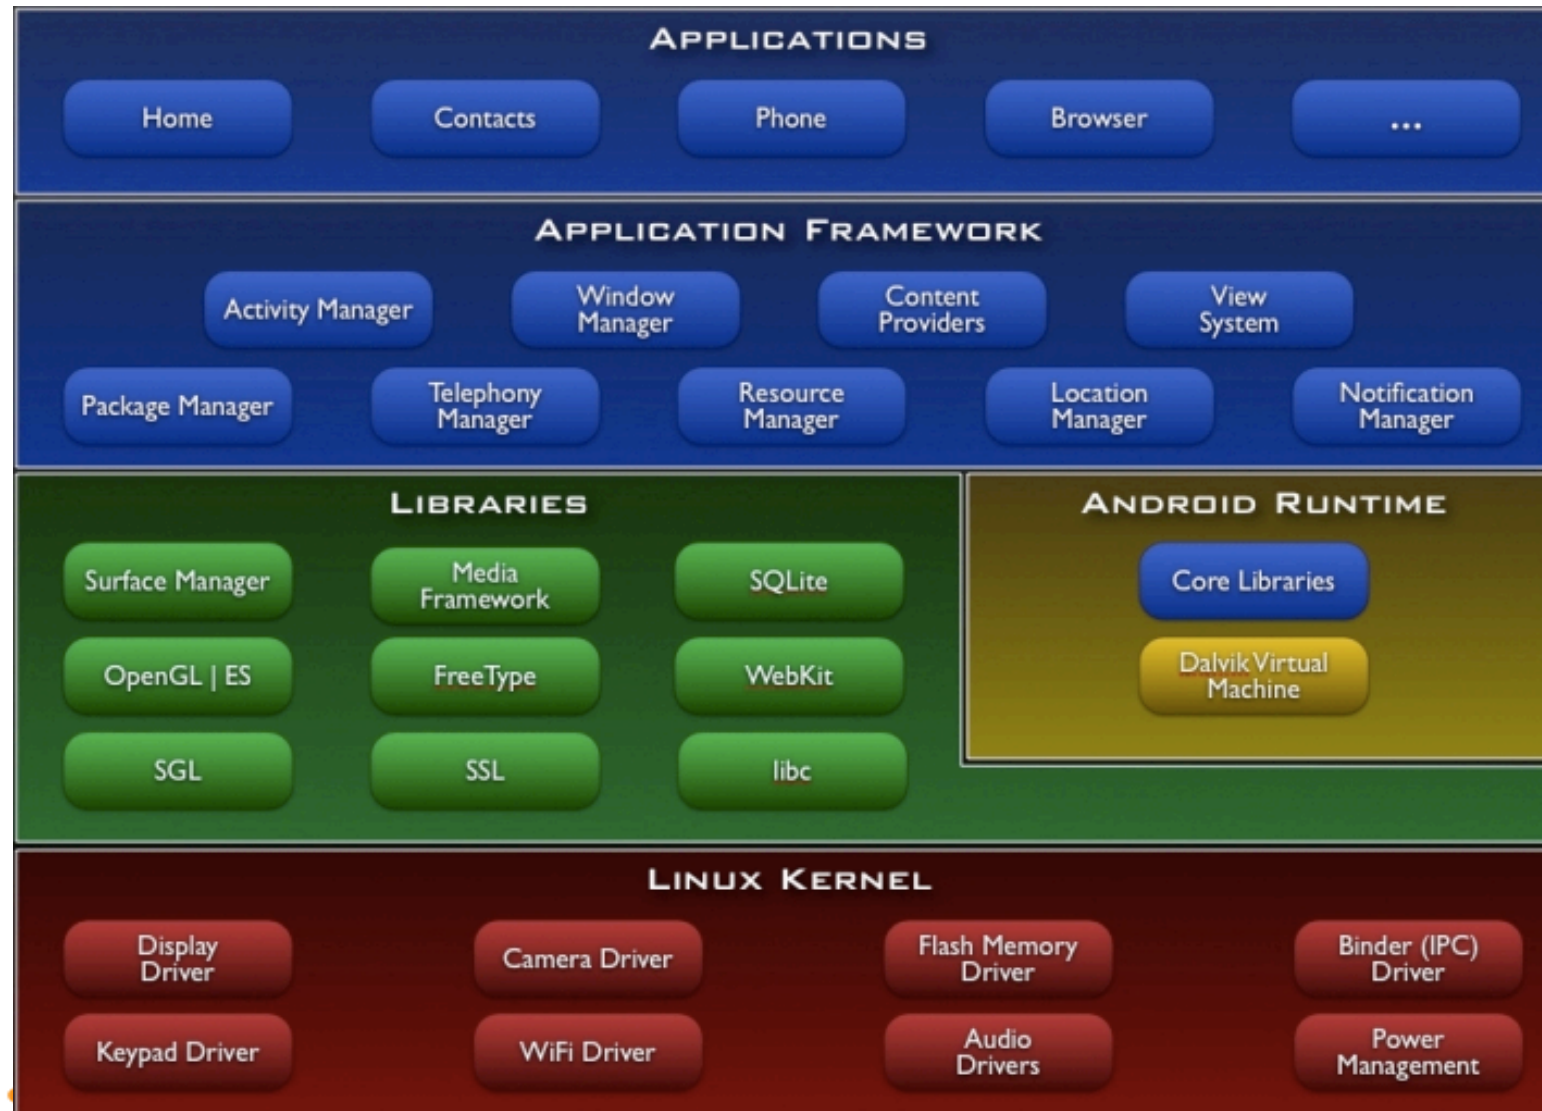 APPLICATIONS
Home
Contacts
Phone
Browser
...
APPLICATION FRAMEWORK
Activity Manager
Window
Manager
Content
Providers
View
System
Package Manager
Telephony
Manager
Resource
Manager
Location
Manager
Notification
Manager
LIBRARIES
Surface Manager
Media
Framework
SQLite
OpenGL | ES
FreeType
WebKit
SGL
SSL
libc
ANDROID RUNTIME
Core Libraries
Dalvik Virtual
Machine
LINUX KERNEL
Display
Driver
Camera Driver
Flash Memory
Driver
Binder (IPC)
Driver
Keypad Driver
WiFi Driver
Audio
Drivers
Power
Management